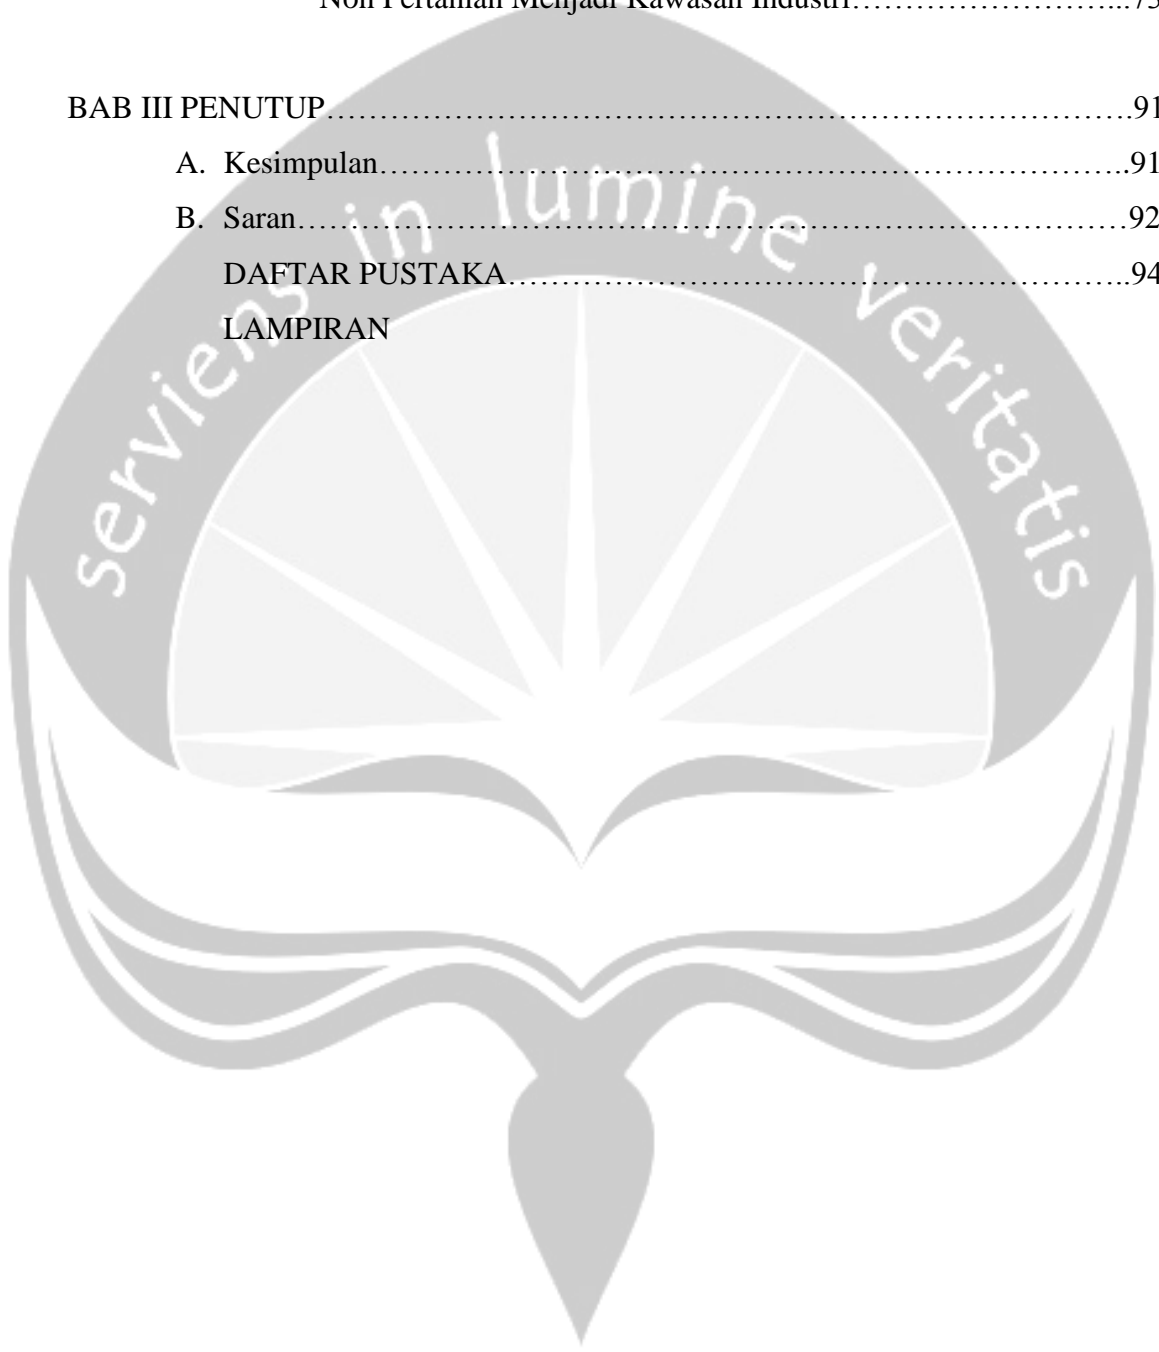 Non Pertanian Menjadi Kawasan Industri……………………...75
BAB III PENUTUP…………………………………………………………………….91
A. Kesimpulan………………………………………………………………..91
B. Saran………………………………………………………………………92
DAFTAR PUSTAKA……………………………………………………..94
LAMPIRAN
serviens in lumine veritatis